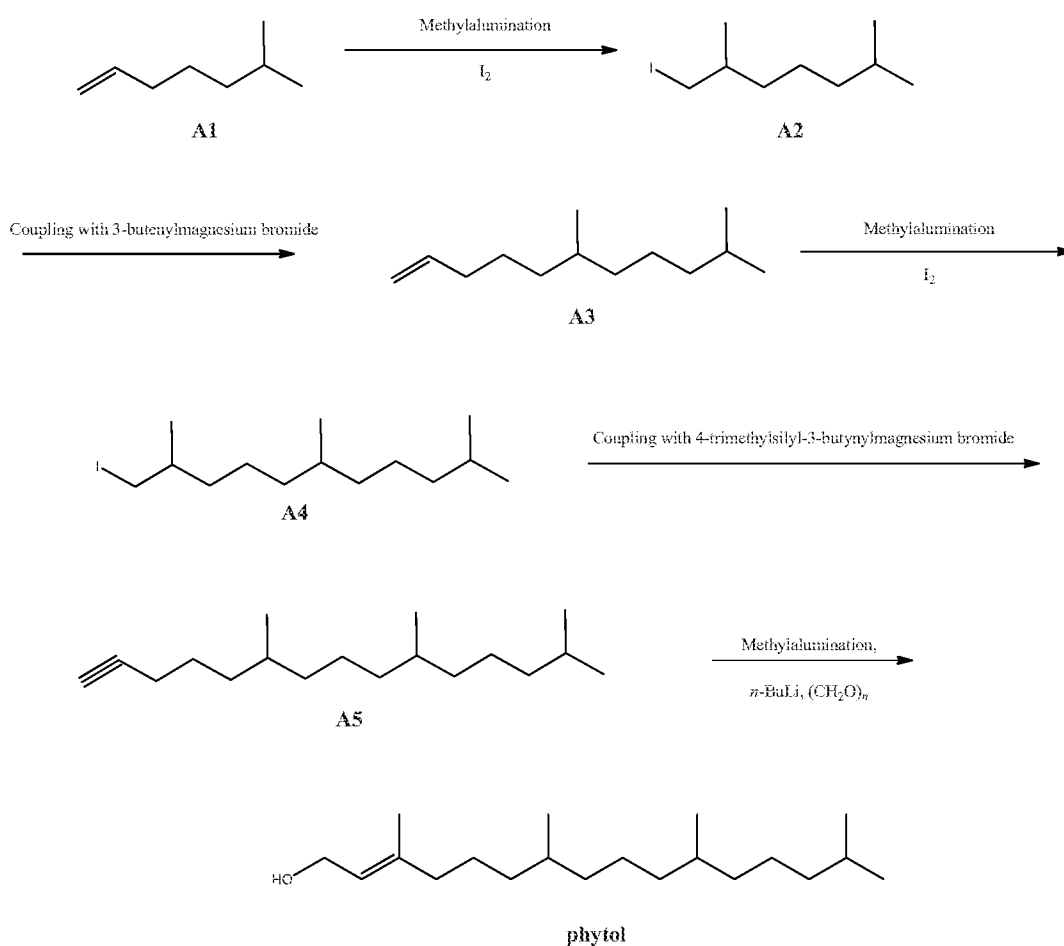 Methylalumination
I₂
I
A1
A2
Coupling with 3-butenylmagnesium bromide
Methylalumination
I₂
A3
Coupling with 4-trimethylsilyl-3-butynylmagnesium bromide
I
A4
Methylalumination,
n-BuLi, (CH₂O)ₙ
A5
HO
phytol